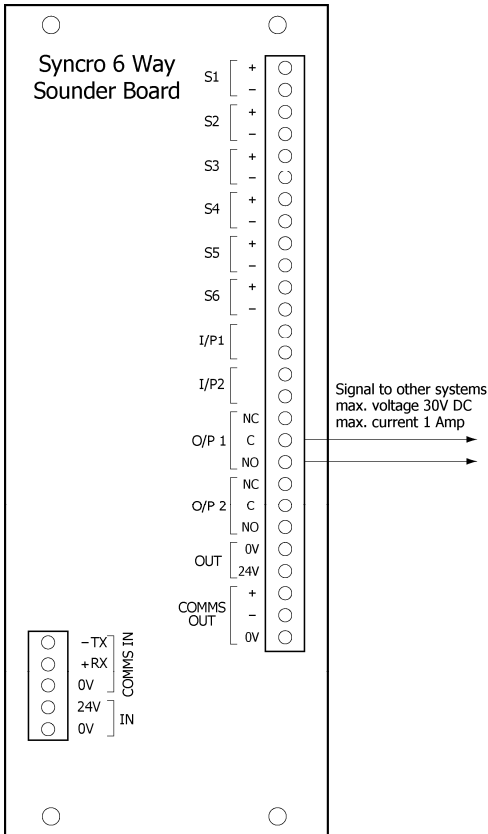 Syncro 6 Way
Sounder Board
S1 + −
S2 + −
S3 + −
S4 + −
S5 + −
S6 + −
I/P1
I/P2
Signal to other systems
max. voltage 30V DC
max. current 1 Amp
O/P 1 NC C NO
O/P 2 NC C NO
OUT 0V 24V
COMMS
OUT + − 0V
−TX
+RX
0V
COMMS IN
24V
0V
IN